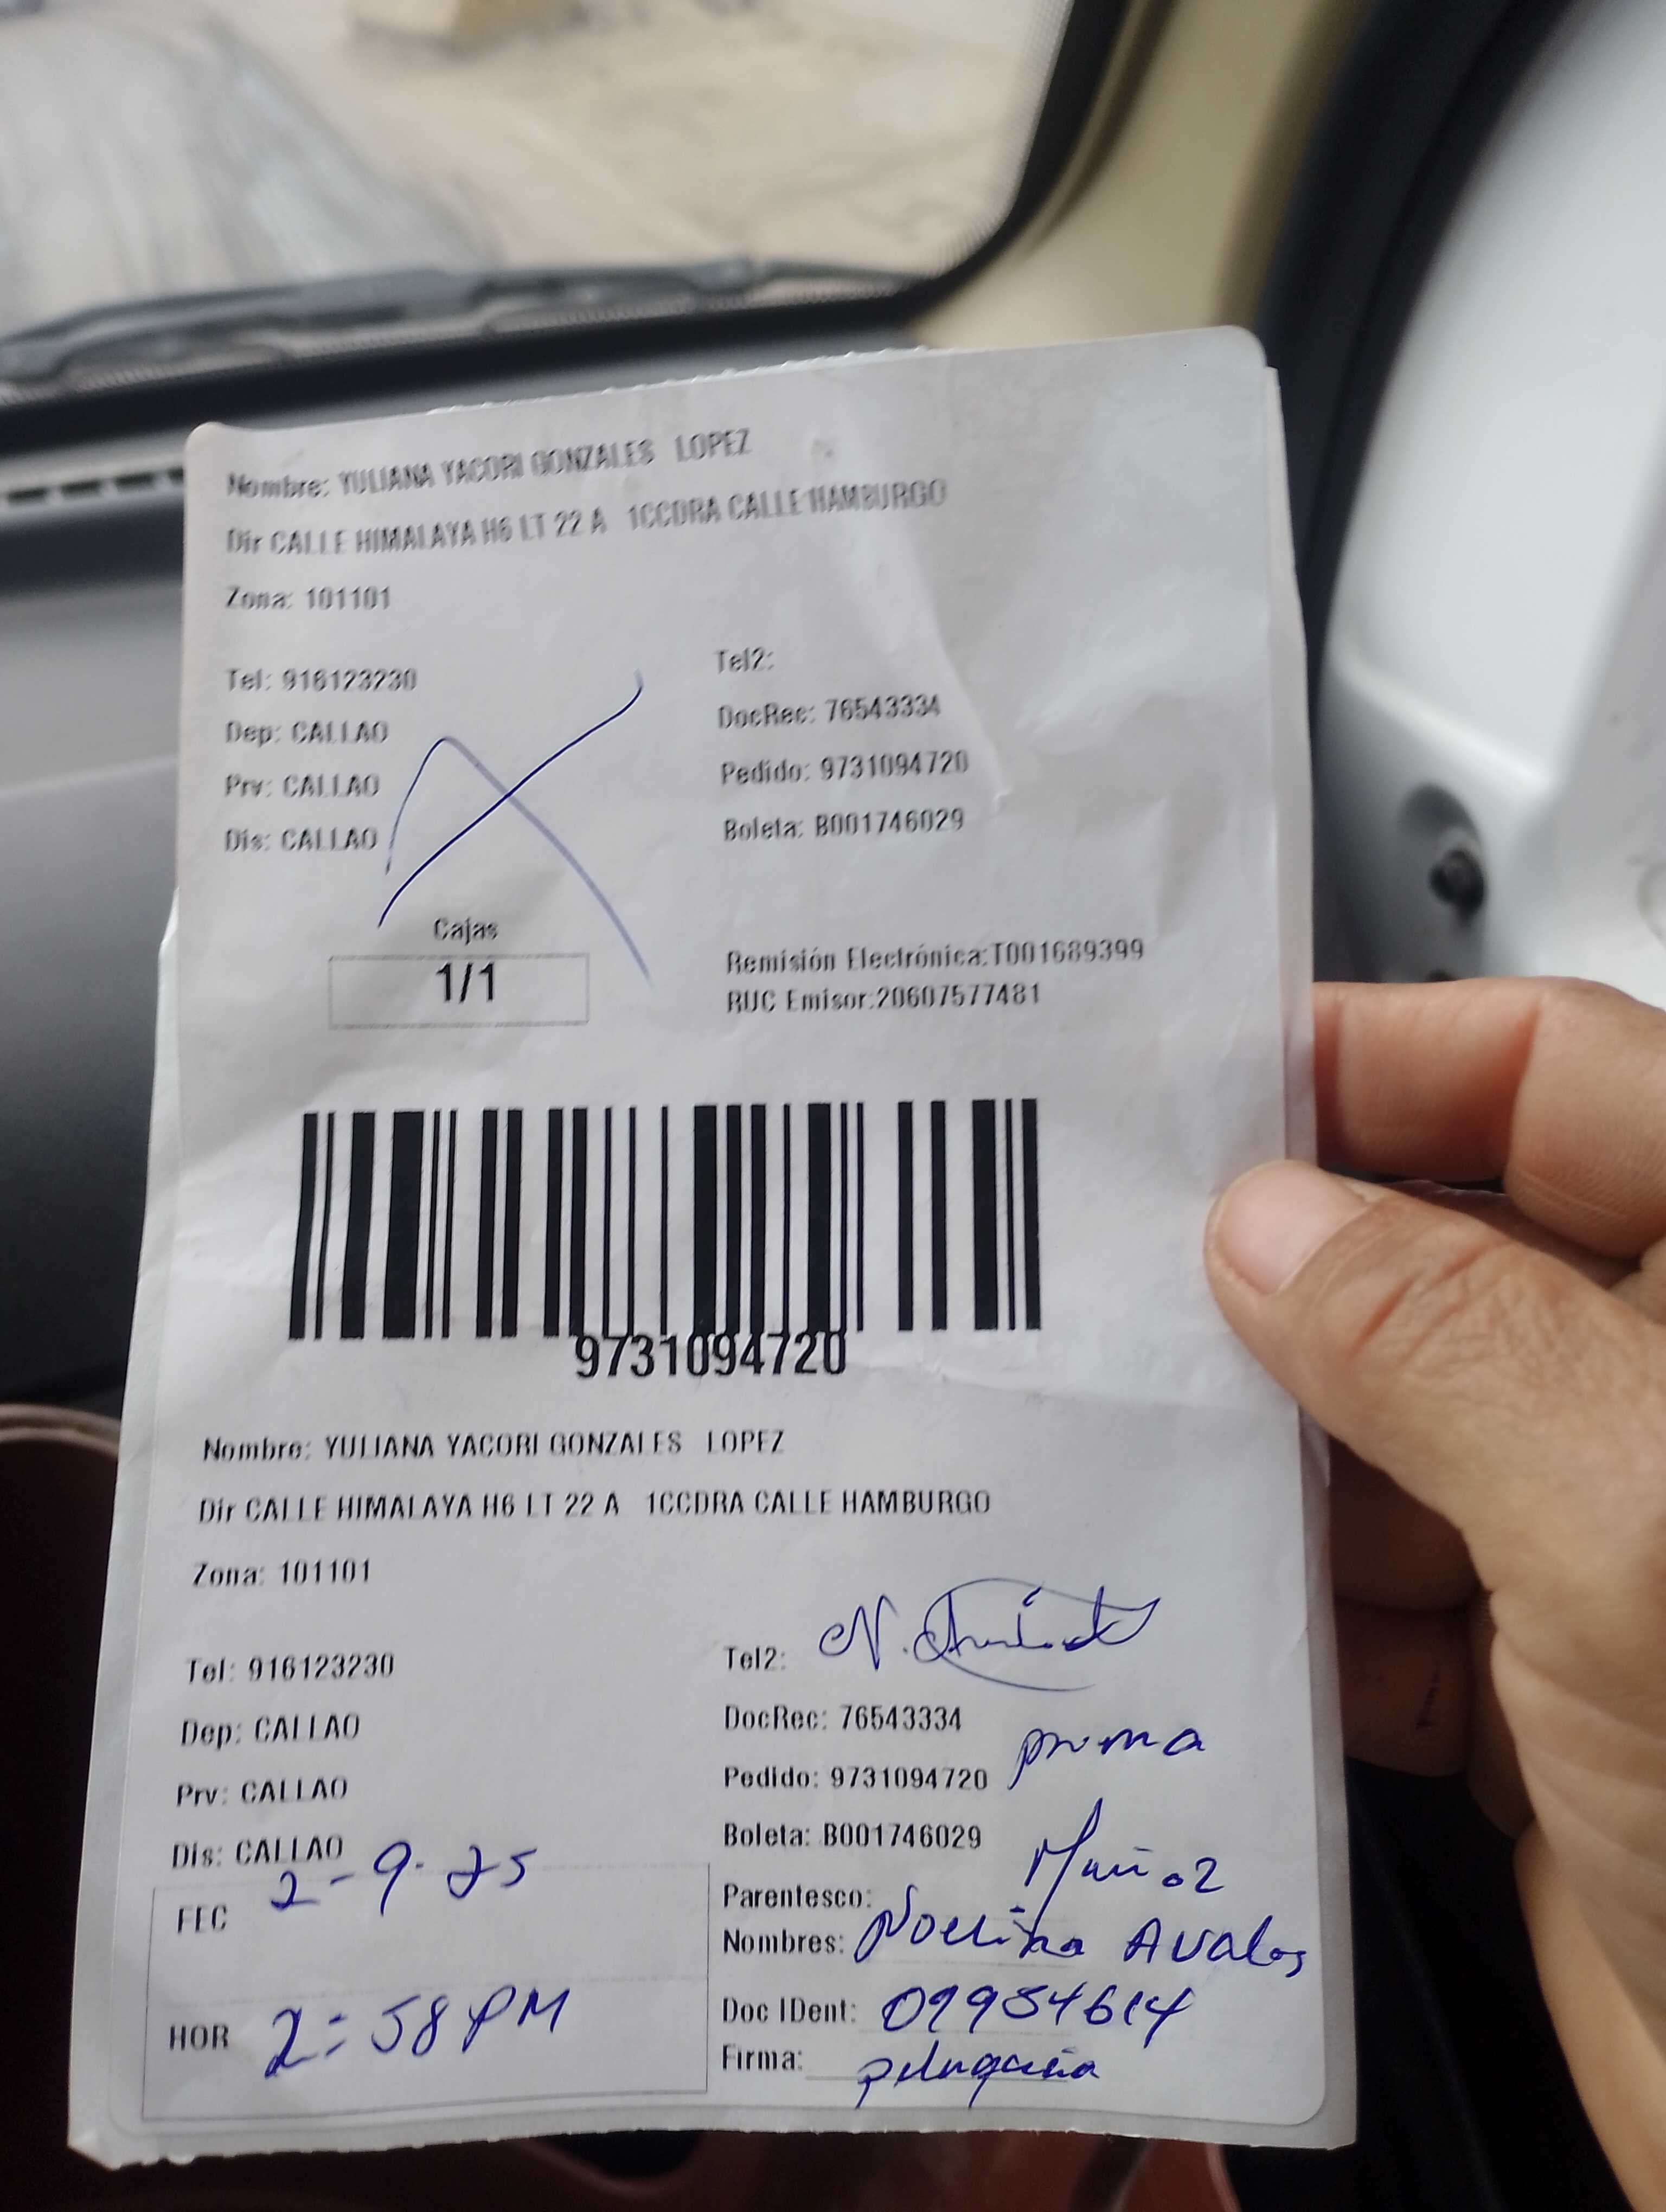 Nombre: YULIANA YACORI GONZALES LOPEZ
Dir CALLE HIMALAYA H6 LT 22 A 1CCDRA CALLE HAMBURGO
Zona: 101101
Tel: 916123230 Tel2:
Dep: CALLAO DocRec: 76543334
Prv: CALLAO Pedido: 9731094720
Dis: CALLAO Boleta: B001746029
Cajas
1/1
Remisión Electrónica:T001689399
RUC Emisor:20607577481
9731094720
Nombre: YULIANA YACORI GONZALES LOPEZ
Dir CALLE HIMALAYA H6 LT 22 A 1CCDRA CALLE HAMBURGO
Zona: 101101
Tel: 916123230 Tel2: N.
Dep: CALLAO DocRec: 76543334
prima
Prv: CALLAO Pedido: 9731094720
Dis: CALLAO Boleta: B001746029
Muñoz
FEC 2-9-25 Parentesco:
Nombres: Avalos
HOR 2:58 PM Doc IDent: 09954614
Firma: